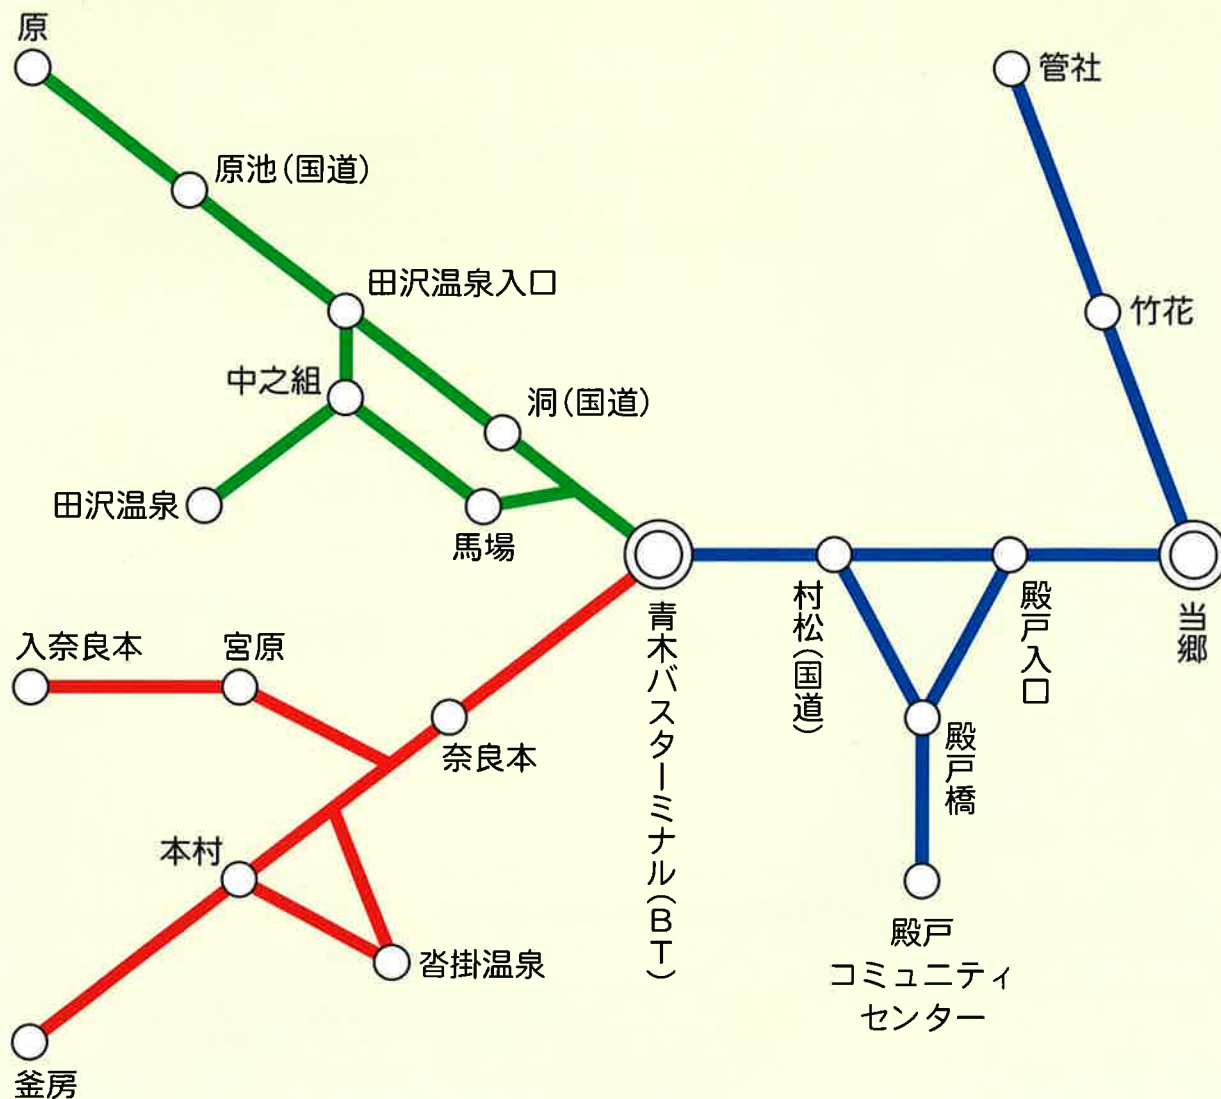 原
管社
原池(国道)
田沢温泉入口
竹花
中之組
洞(国道)
田沢温泉
馬場
入奈良本
宮原
青木バスターミナル(BT)
村松(国道)
殿戸入口
当郷
奈良本
殿戸橋
本村
沓掛温泉
殿戸
コミュニティ
センター
釜房